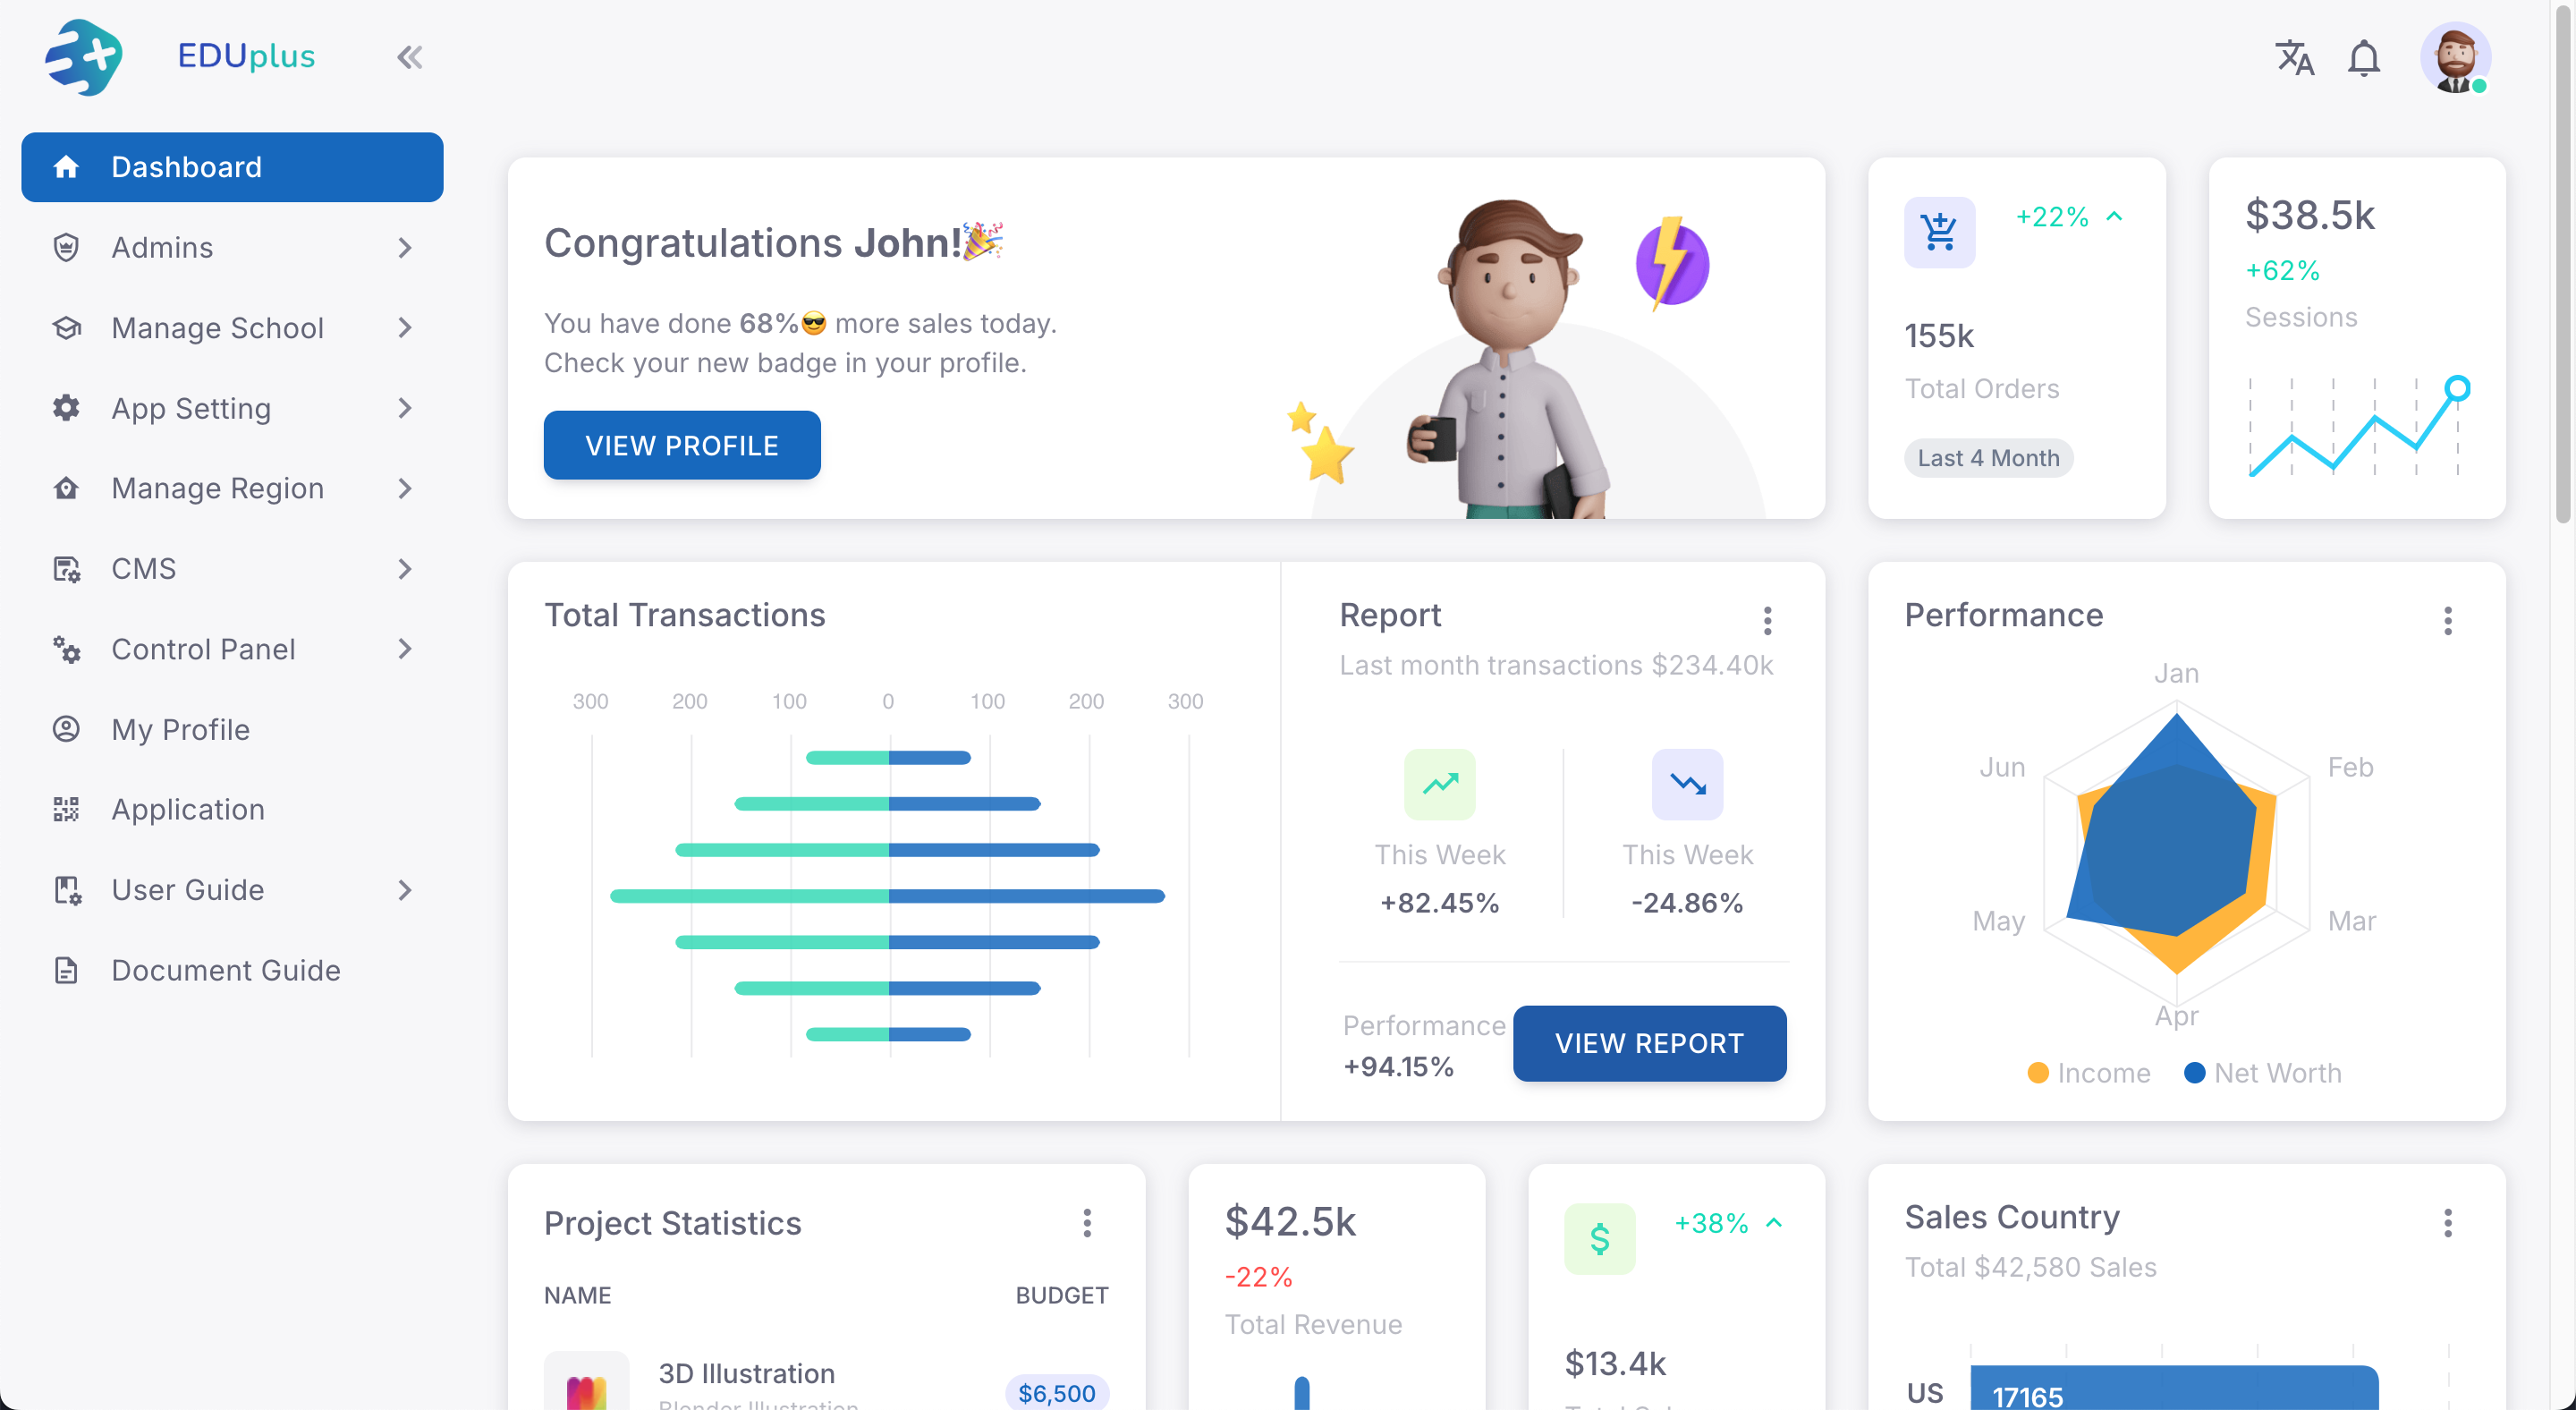 EDUplus
Dashboard
Admins
Manage School
App Setting
Manage Region
CMS
Control Panel
My Profile
Application
User Guide
Document Guide
Congratulations John!🎉
You have done 68%😎 more sales today.
Check your new badge in your profile.
VIEW PROFILE
+22%
155k
Total Orders
Last 4 Month
$38.5k
+62%
Sessions
Total Transactions
300 200 100 0 100 200 300
Report
Last month transactions $234.40k
This Week
+82.45%
This Week
-24.86%
Performance
+94.15%
VIEW REPORT
Performance
Jan
Feb
Mar
Apr
May
Jun
Income
Net Worth
Project Statistics
NAME BUDGET
3D Illustration
Blender Illustration
$6,500
$42.5k
-22%
Total Revenue
$
+38%
$13.4k
Sales Country
Total $42,580 Sales
US
17165